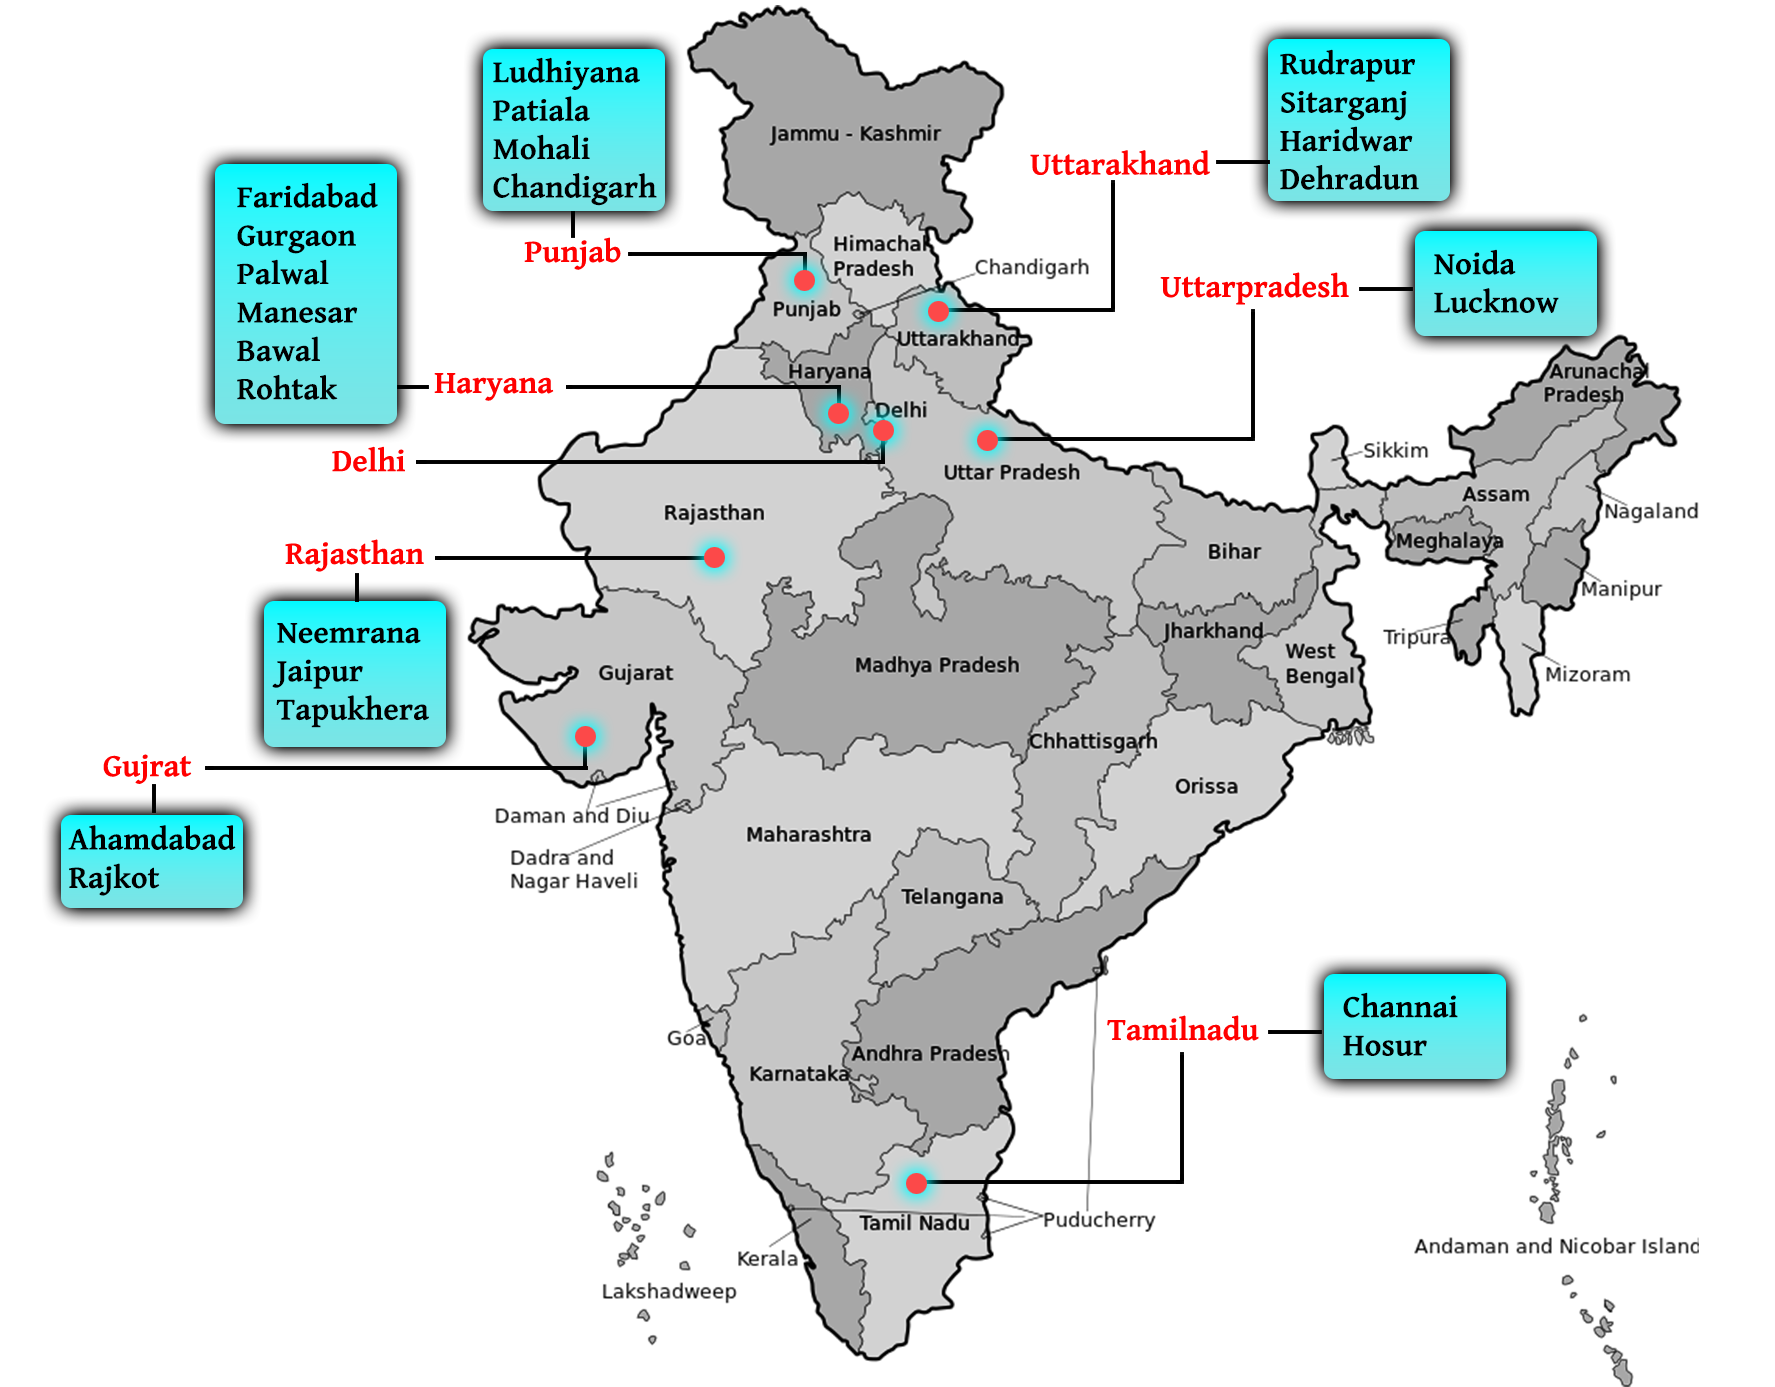 Ludhiyana
Patiala
Mohali
Chandigarh
Punjab
Rudrapur
Sitarganj
Haridwar
Dehradun
Uttarakhand
Faridabad
Gurgaon
Palwal
Manesar
Bawal
Rohtak
Haryana
Noida
Lucknow
Uttarpradesh
Delhi
Rajasthan
Neemrana
Jaipur
Tapukhera
Gujrat
Ahamdabad
Rajkot
Tamilnadu
Channai
Hosur
Jammu - Kashmir
Himachal
Pradesh
Chandigarh
Punjab
Uttarakhand
Haryana
Delhi
Uttar Pradesh
Rajasthan
Arunachal
Pradesh
Sikkim
Assam
Nagaland
Meghalaya
Manipur
Tripura
Mizoram
Bihar
Jharkhand
West
Bengal
Gujarat
Madhya Pradesh
Chhattisgarh
Orissa
Daman and Diu
Dadra and
Nagar Haveli
Maharashtra
Telangana
Goa
Karnataka
Andhra Pradesh
Tamil Nadu
Puducherry
Kerala
Lakshadweep
Andaman and Nicobar Island